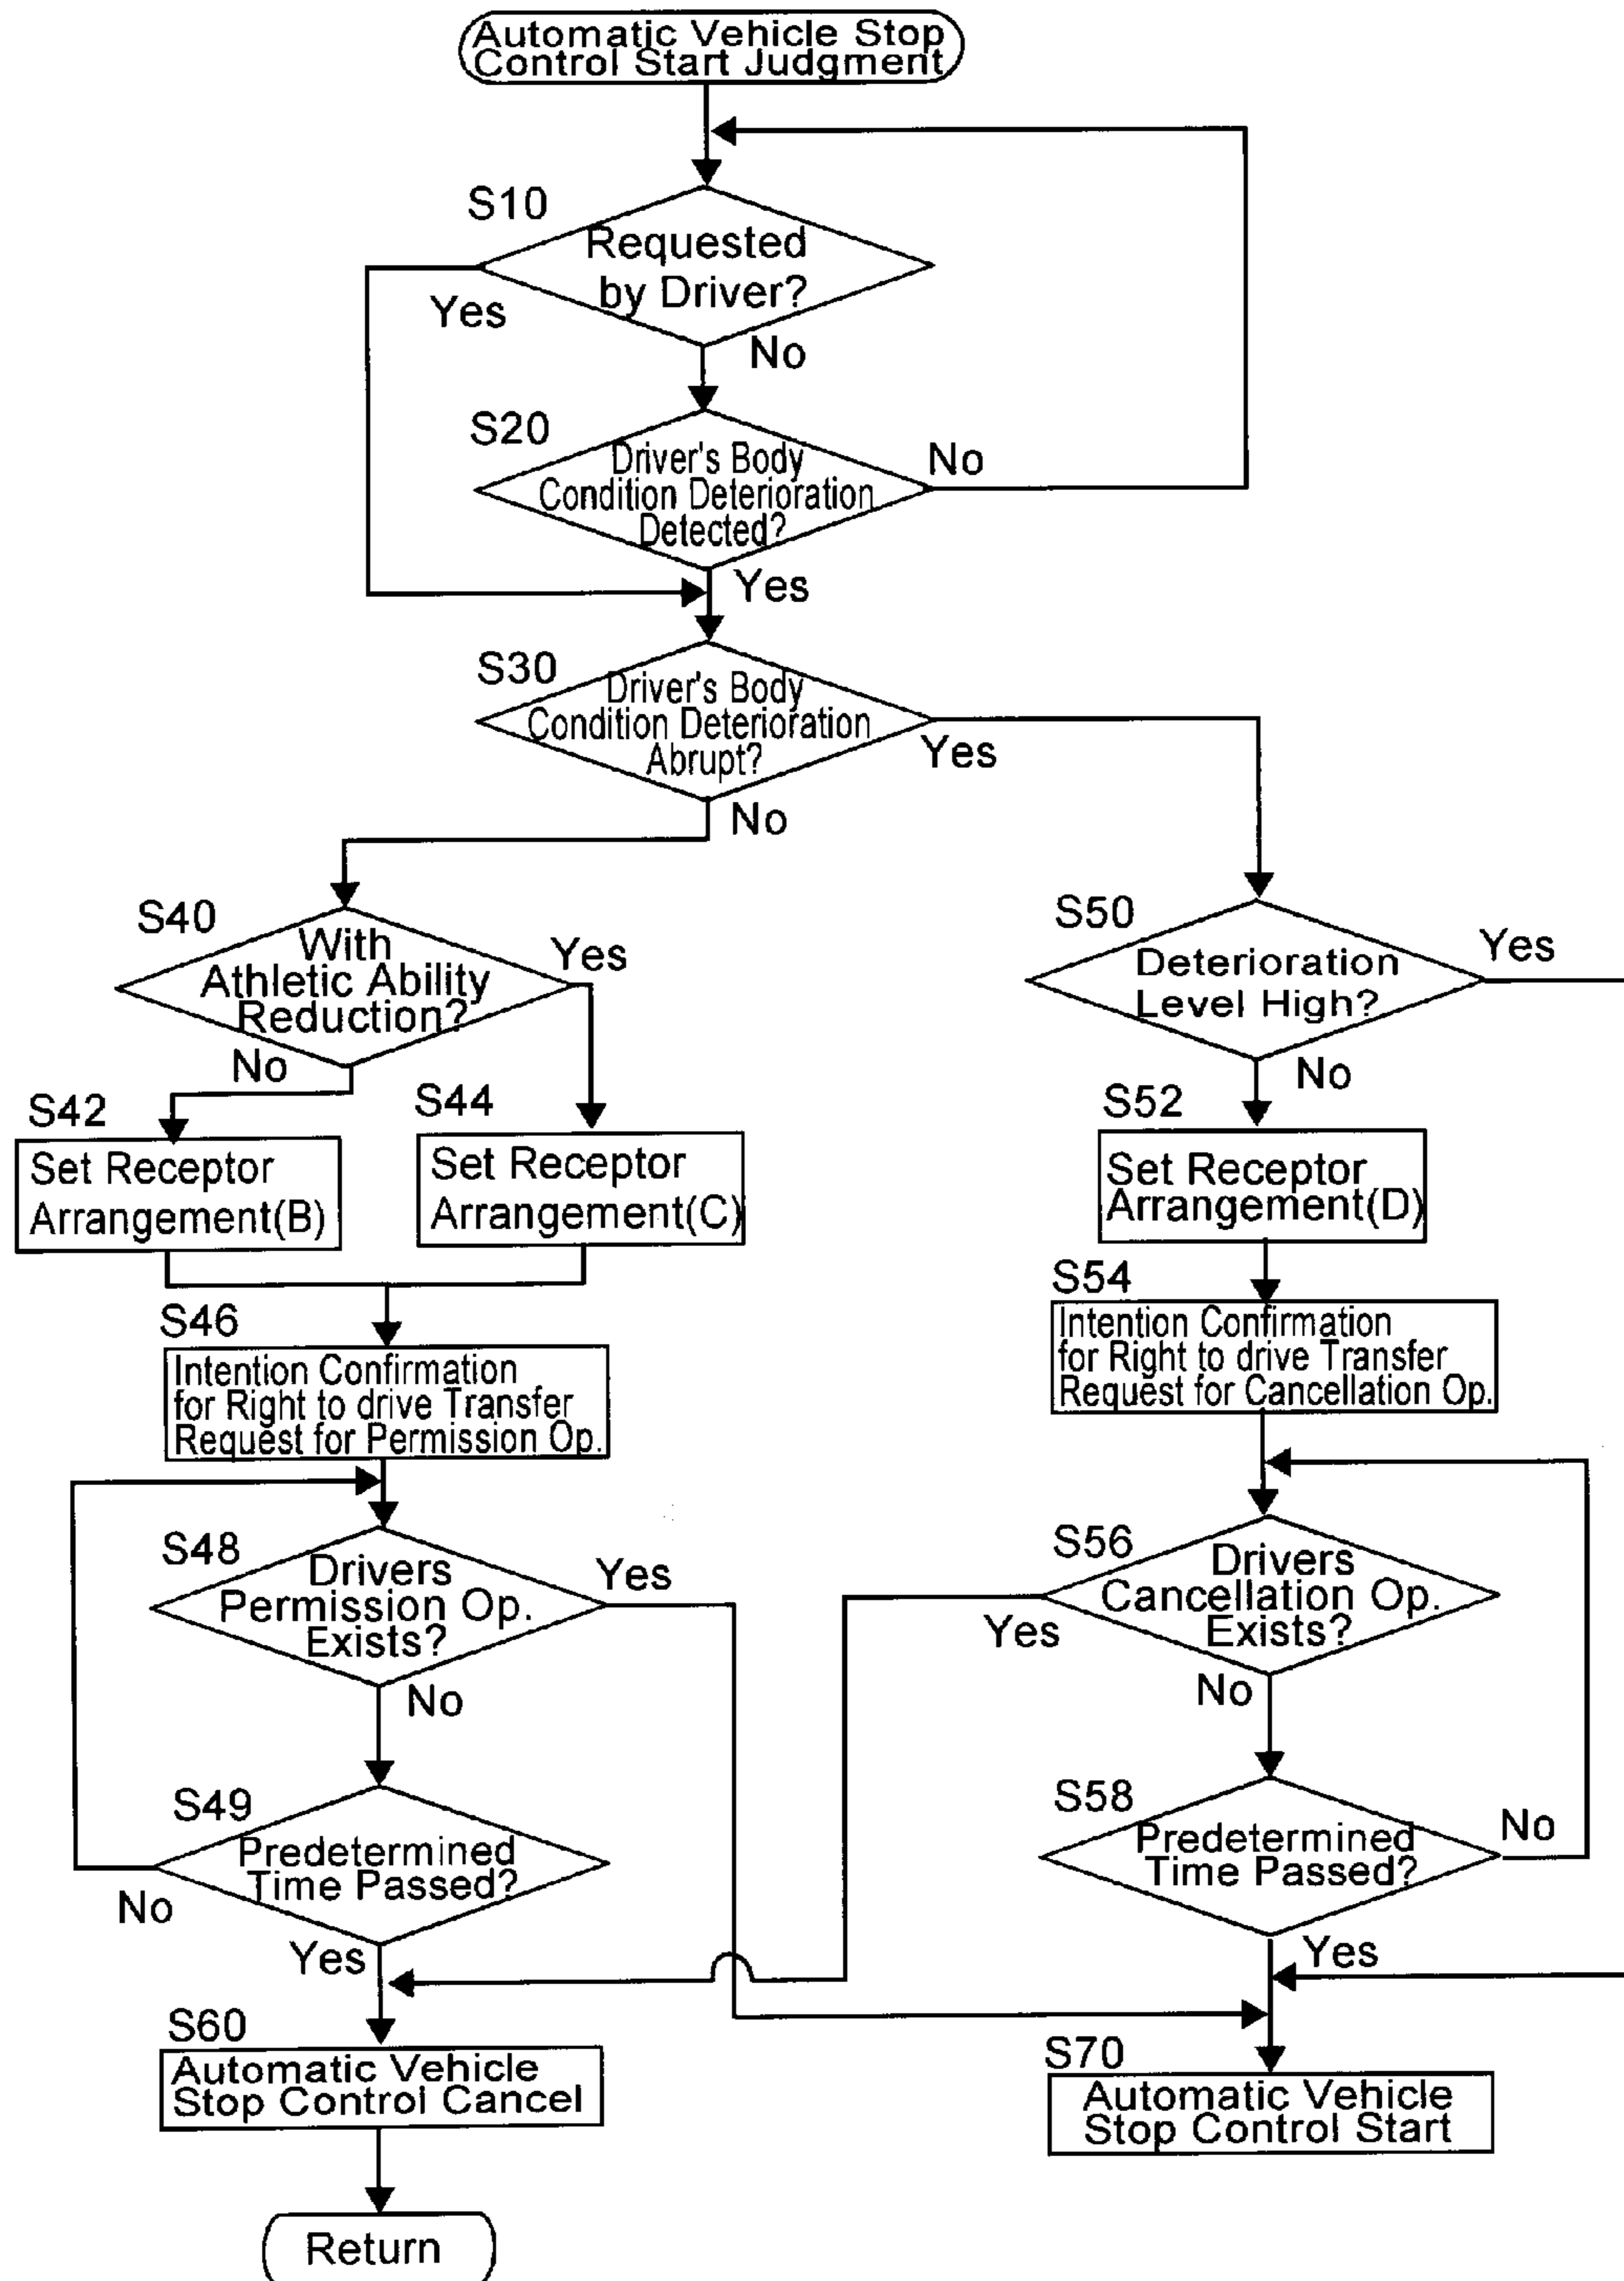 Automatic Vehicle Stop
Control Start Judgment
S10
Requested
by Driver?
Yes
No
S20
Driver's Body
Condition Deterioration
Detected?
No
Yes
S30
Driver's Body
Condition Deterioration
Abrupt?
Yes
No
S40
With
Athletic Ability
Reduction?
Yes
No
S50
Deterioration
Level High?
Yes
No
S42
Set Receptor
Arrangement(B)
S44
Set Receptor
Arrangement(C)
S52
Set Receptor
Arrangement(D)
S46
Intention Confirmation
for Right to drive Transfer
Request for Permission Op.
S54
Intention Confirmation
for Right to drive Transfer
Request for Cancellation Op.
S48
Drivers
Permission Op.
Exists?
Yes
No
S56
Drivers
Cancellation Op.
Exists?
Yes
No
S49
Predetermined
Time Passed?
No
Yes
S58
Predetermined
Time Passed?
No
Yes
S60
Automatic Vehicle
Stop Control Cancel
S70
Automatic Vehicle
Stop Control Start
Return